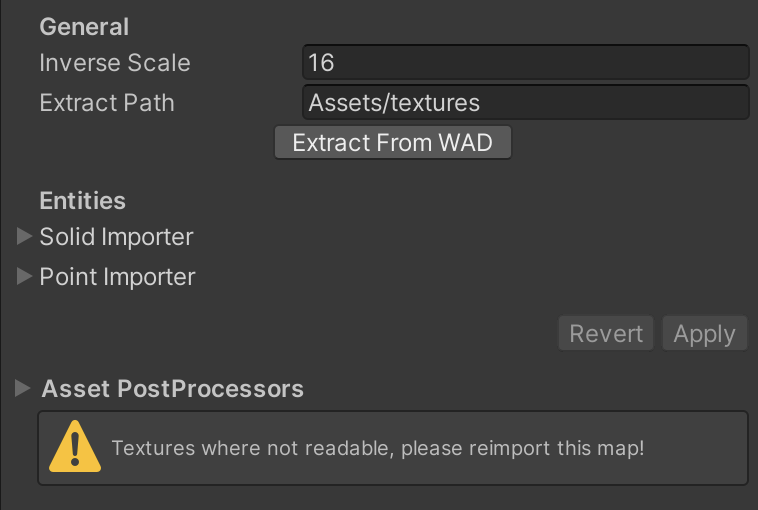 General
Inverse Scale 16
Extract Path Assets/textures
Extract From WAD
Entities
Solid Importer
Point Importer
Revert Apply
Asset PostProcessors
Textures where not readable, please reimport this map!